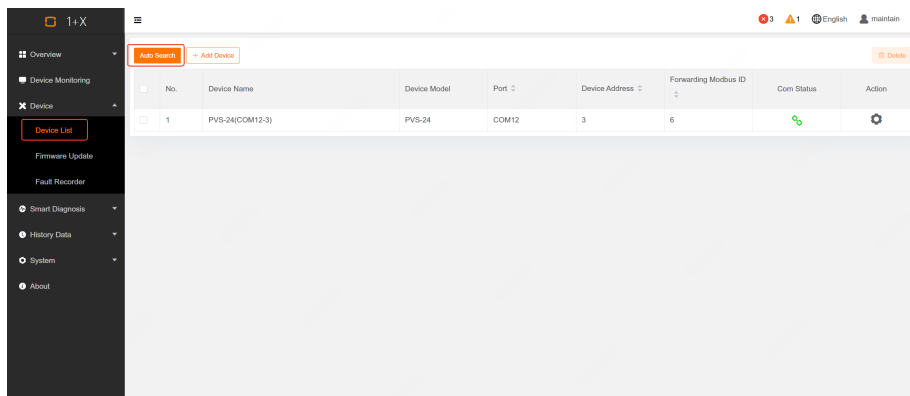 1+X
3 1 English maintain
Overview
Device Monitoring
Device
Device List
Firmware Update
Fault Recorder
Smart Diagnosis
History Data
System
About
Auto Search + Add Device Delete
No. Device Name Device Model Port Device Address Forwarding Modbus ID Com Status Action
1 PVS-24(COM12-3) PVS-24 COM12 3 6